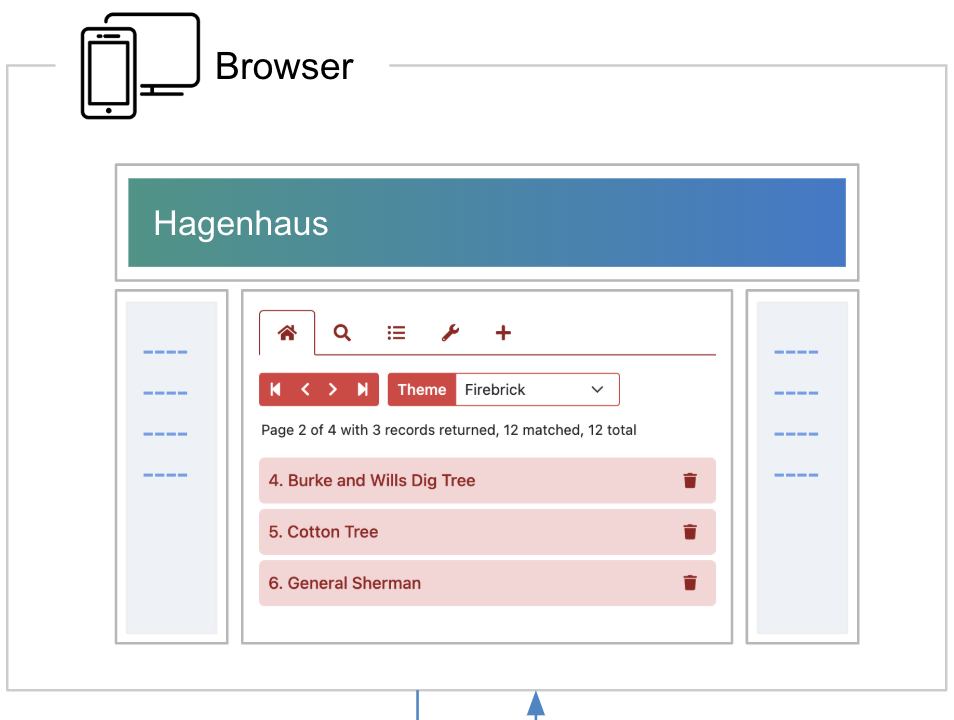 Browser
Hagenhaus
Theme Firebrick
Page 2 of 4 with 3 records returned, 12 matched, 12 total
4. Burke and Wills Dig Tree
5. Cotton Tree
6. General Sherman